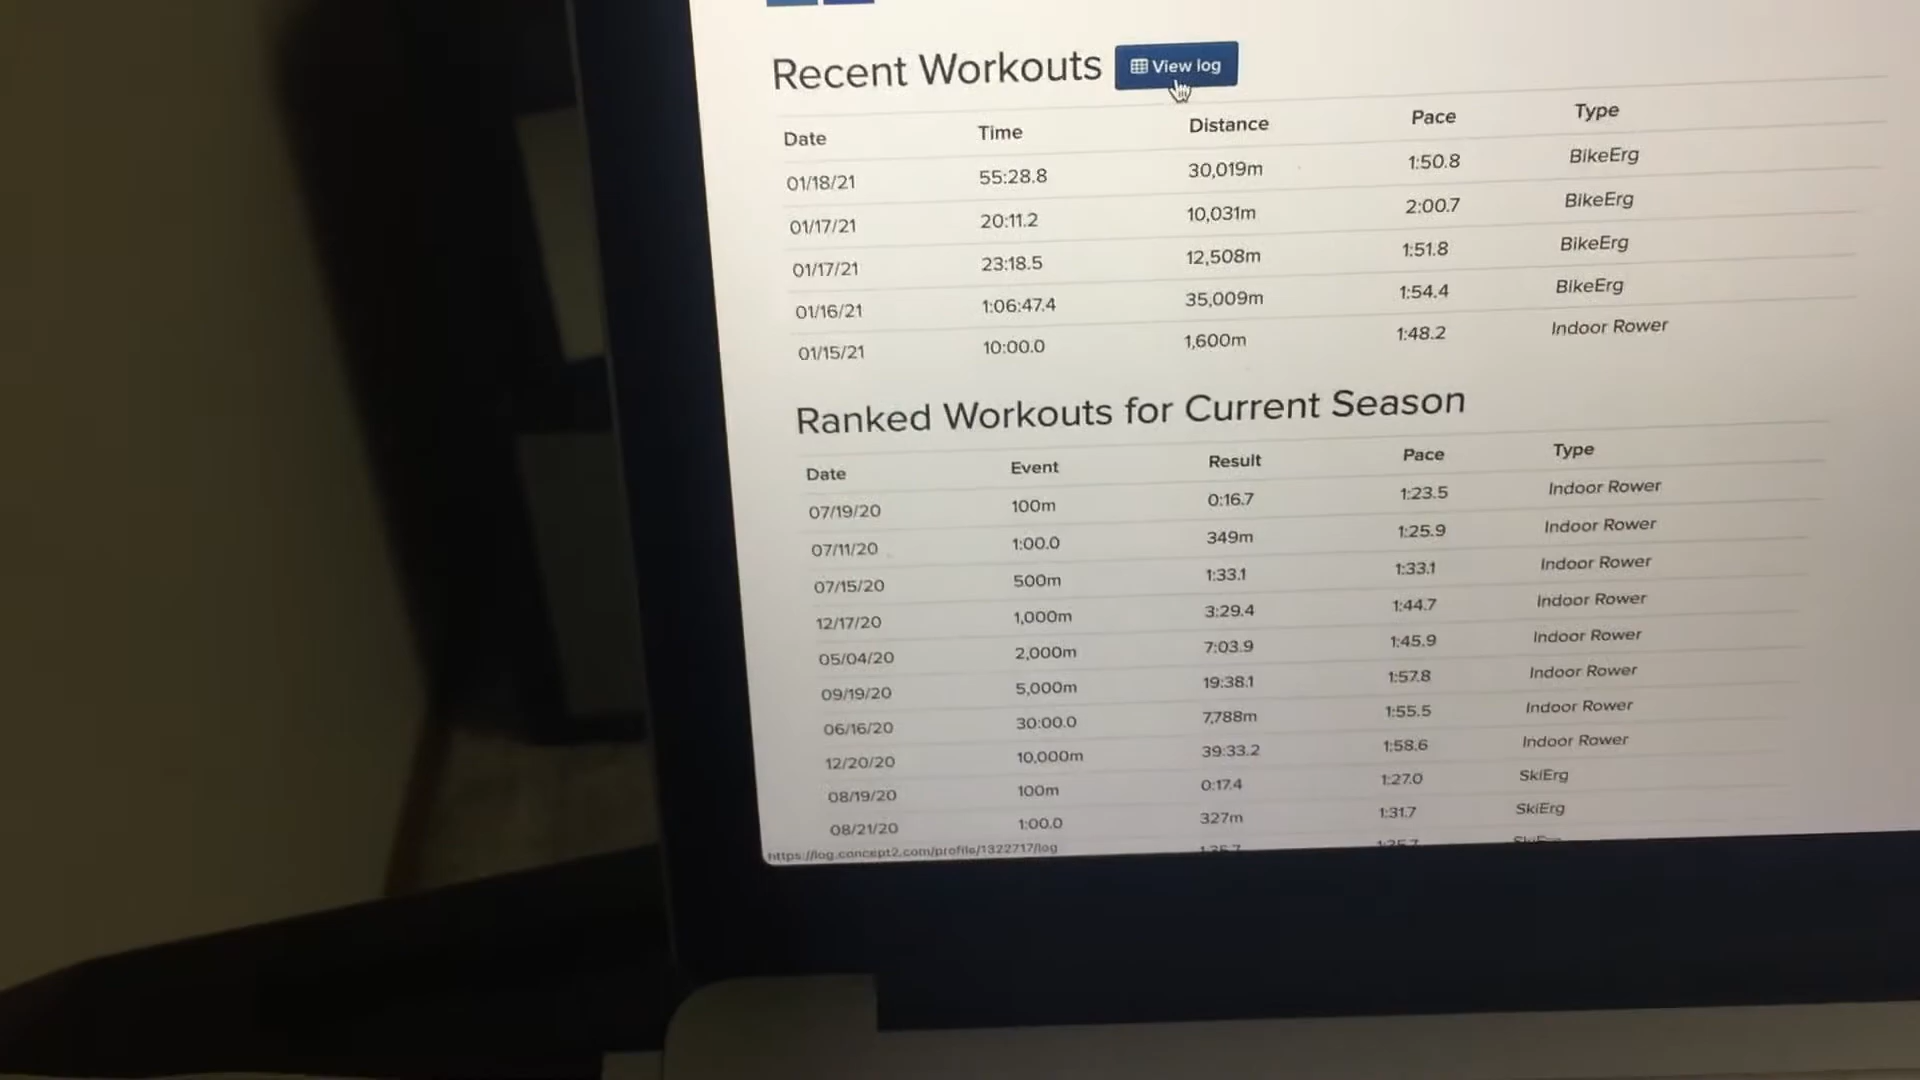 Recent Workouts View log
Date Time Distance Pace Type
01/18/21 55:28.8 30,019m 1:50.8 BikeErg
01/17/21 20:11.2 10,031m 2:00.7 BikeErg
01/17/21 23:18.5 12,508m 1:51.8 BikeErg
01/16/21 1:06:47.4 35,009m 1:54.4 BikeErg
01/15/21 10:00.0 1,600m 1:48.2 Indoor Rower
Ranked Workouts for Current Season
Date Event Result Pace Type
07/19/20 100m 0:16.7 1:23.5 Indoor Rower
07/11/20 1:00.0 349m 1:25.9 Indoor Rower
07/15/20 500m 1:33.1 1:33.1 Indoor Rower
12/17/20 1,000m 3:29.4 1:44.7 Indoor Rower
05/04/20 2,000m 7:03.9 1:45.9 Indoor Rower
09/19/20 5,000m 19:38.1 1:57.8 Indoor Rower
06/16/20 30:00.0 7,788m 1:55.5 Indoor Rower
12/20/20 10,000m 39:33.2 1:58.6 Indoor Rower
08/19/20 100m 0:17.4 1:27.0 SkiErg
08/21/20 1:00.0 327m 1:31.7 SkiErg
https://log.concept2.com/profile/1322717/log